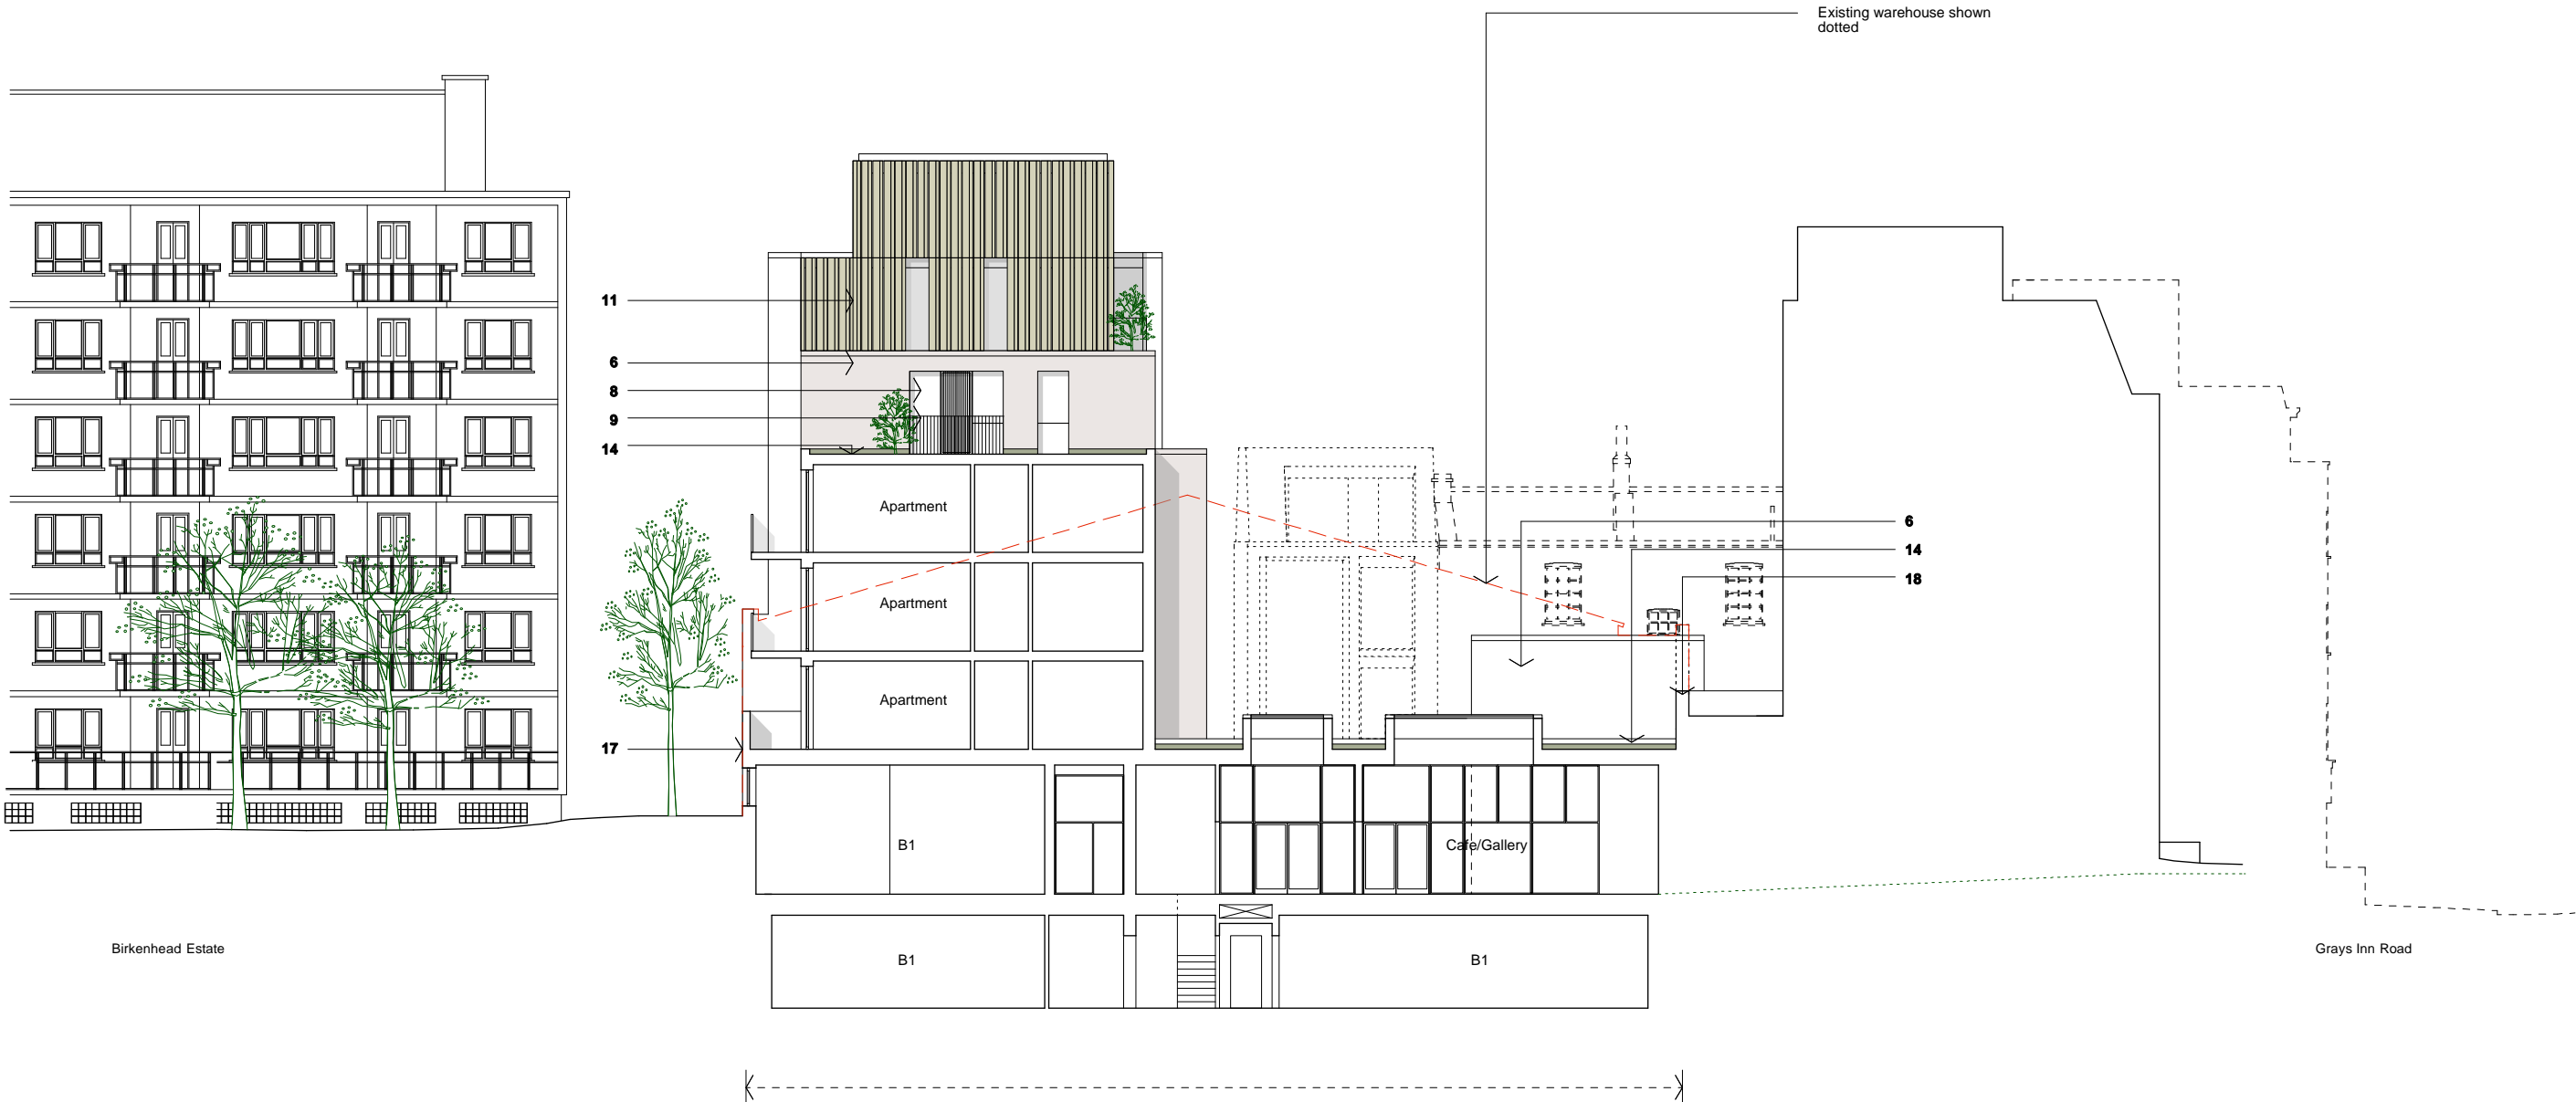 Existing warehouse shown
dotted
11
6
8
9
14
17
Apartment
Apartment
Apartment
6
14
18
B1
Cafe/Gallery
B1
B1
Birkenhead Estate
Grays Inn Road